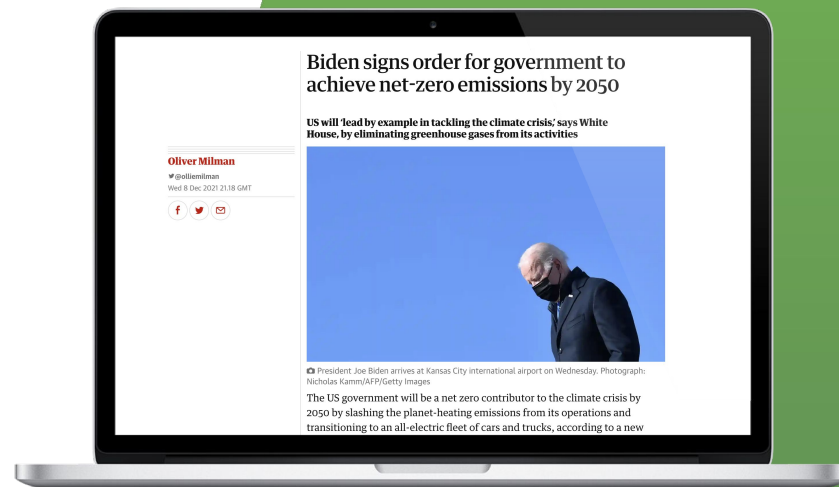 Biden signs order for government to
achieve net-zero emissions by 2050
US will ‘lead by example in tackling the climate crisis,’ says White
House, by eliminating greenhouse gases from its activities
Oliver Milman
@olliemilman
Wed 8 Dec 2021 21.18 GMT
President Joe Biden arrives at Kansas City international airport on Wednesday. Photograph:
Nicholas Kamm/AFP/Getty Images
The US government will be a net zero contributor to the climate crisis by
2050 by slashing the planet-heating emissions from its operations and
transitioning to an all-electric fleet of cars and trucks, according to a new